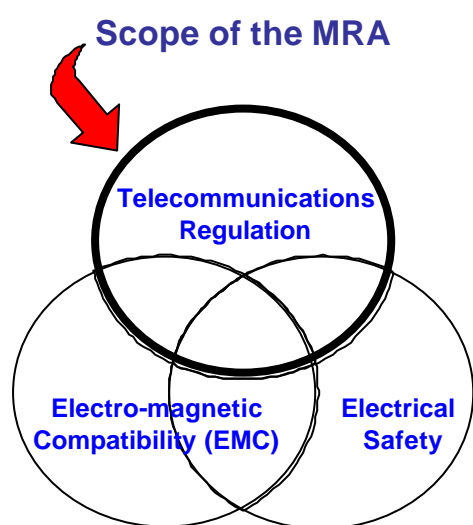 Scope of the MRA
Telecommunications
Regulation
Electro-magnetic
Compatibility (EMC)
Electrical
Safety